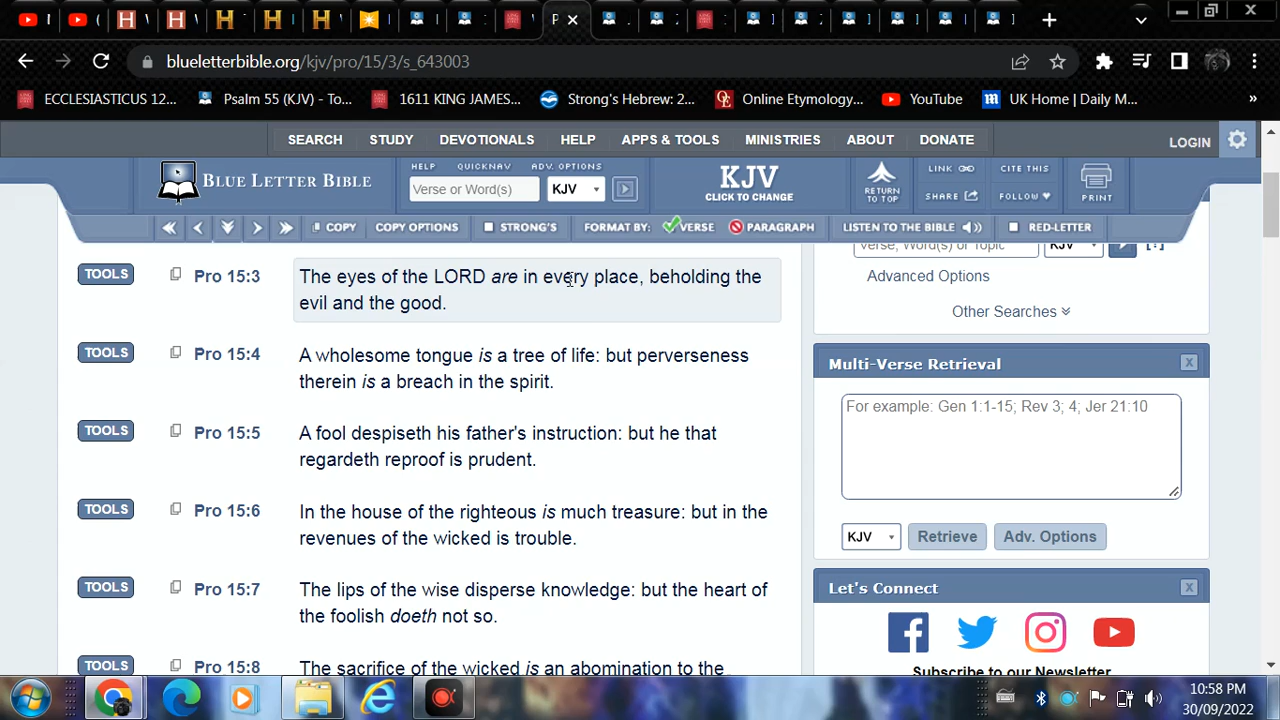 blueletterbible.org/kjv/pro/15/3/s_643003
ECCLESIASTICUS 12... Psalm 55 (KJV) - To... 1611 KING JAMES... Strong's Hebrew: 2... Online Etymology... YouTube UK Home | Daily M... »
SEARCH STUDY DEVOTIONALS HELP APPS & TOOLS MINISTRIES ABOUT DONATE LOGIN
HELP QUICKNAV ADV. OPTIONS
BLUE LETTER BIBLE
Verse or Word(s) KJV
KJV
CLICK TO CHANGE
RETURN
TO TOP
LINK CITE THIS
SHARE FOLLOW
PRINT
COPY COPY OPTIONS STRONG'S FORMAT BY: VERSE PARAGRAPH LISTEN TO THE BIBLE RED-LETTER
TOOLS Pro 15:3 The eyes of the LORD are in every place, beholding the
evil and the good.
TOOLS Pro 15:4 A wholesome tongue is a tree of life: but perverseness
therein is a breach in the spirit.
TOOLS Pro 15:5 A fool despiseth his father's instruction: but he that
regardeth reproof is prudent.
TOOLS Pro 15:6 In the house of the righteous is much treasure: but in the
revenues of the wicked is trouble.
TOOLS Pro 15:7 The lips of the wise disperse knowledge: but the heart of
the foolish doeth not so.
TOOLS Pro 15:8 The sacrifice of the wicked is an abomination to the
Verse, Word(s) or Topic KJV
Advanced Options
Other Searches
Multi-Verse Retrieval
For example: Gen 1:1-15; Rev 3; 4; Jer 21:10
KJV Retrieve Adv. Options
Let's Connect
Subscribe to our Newsletter
10:58 PM
30/09/2022